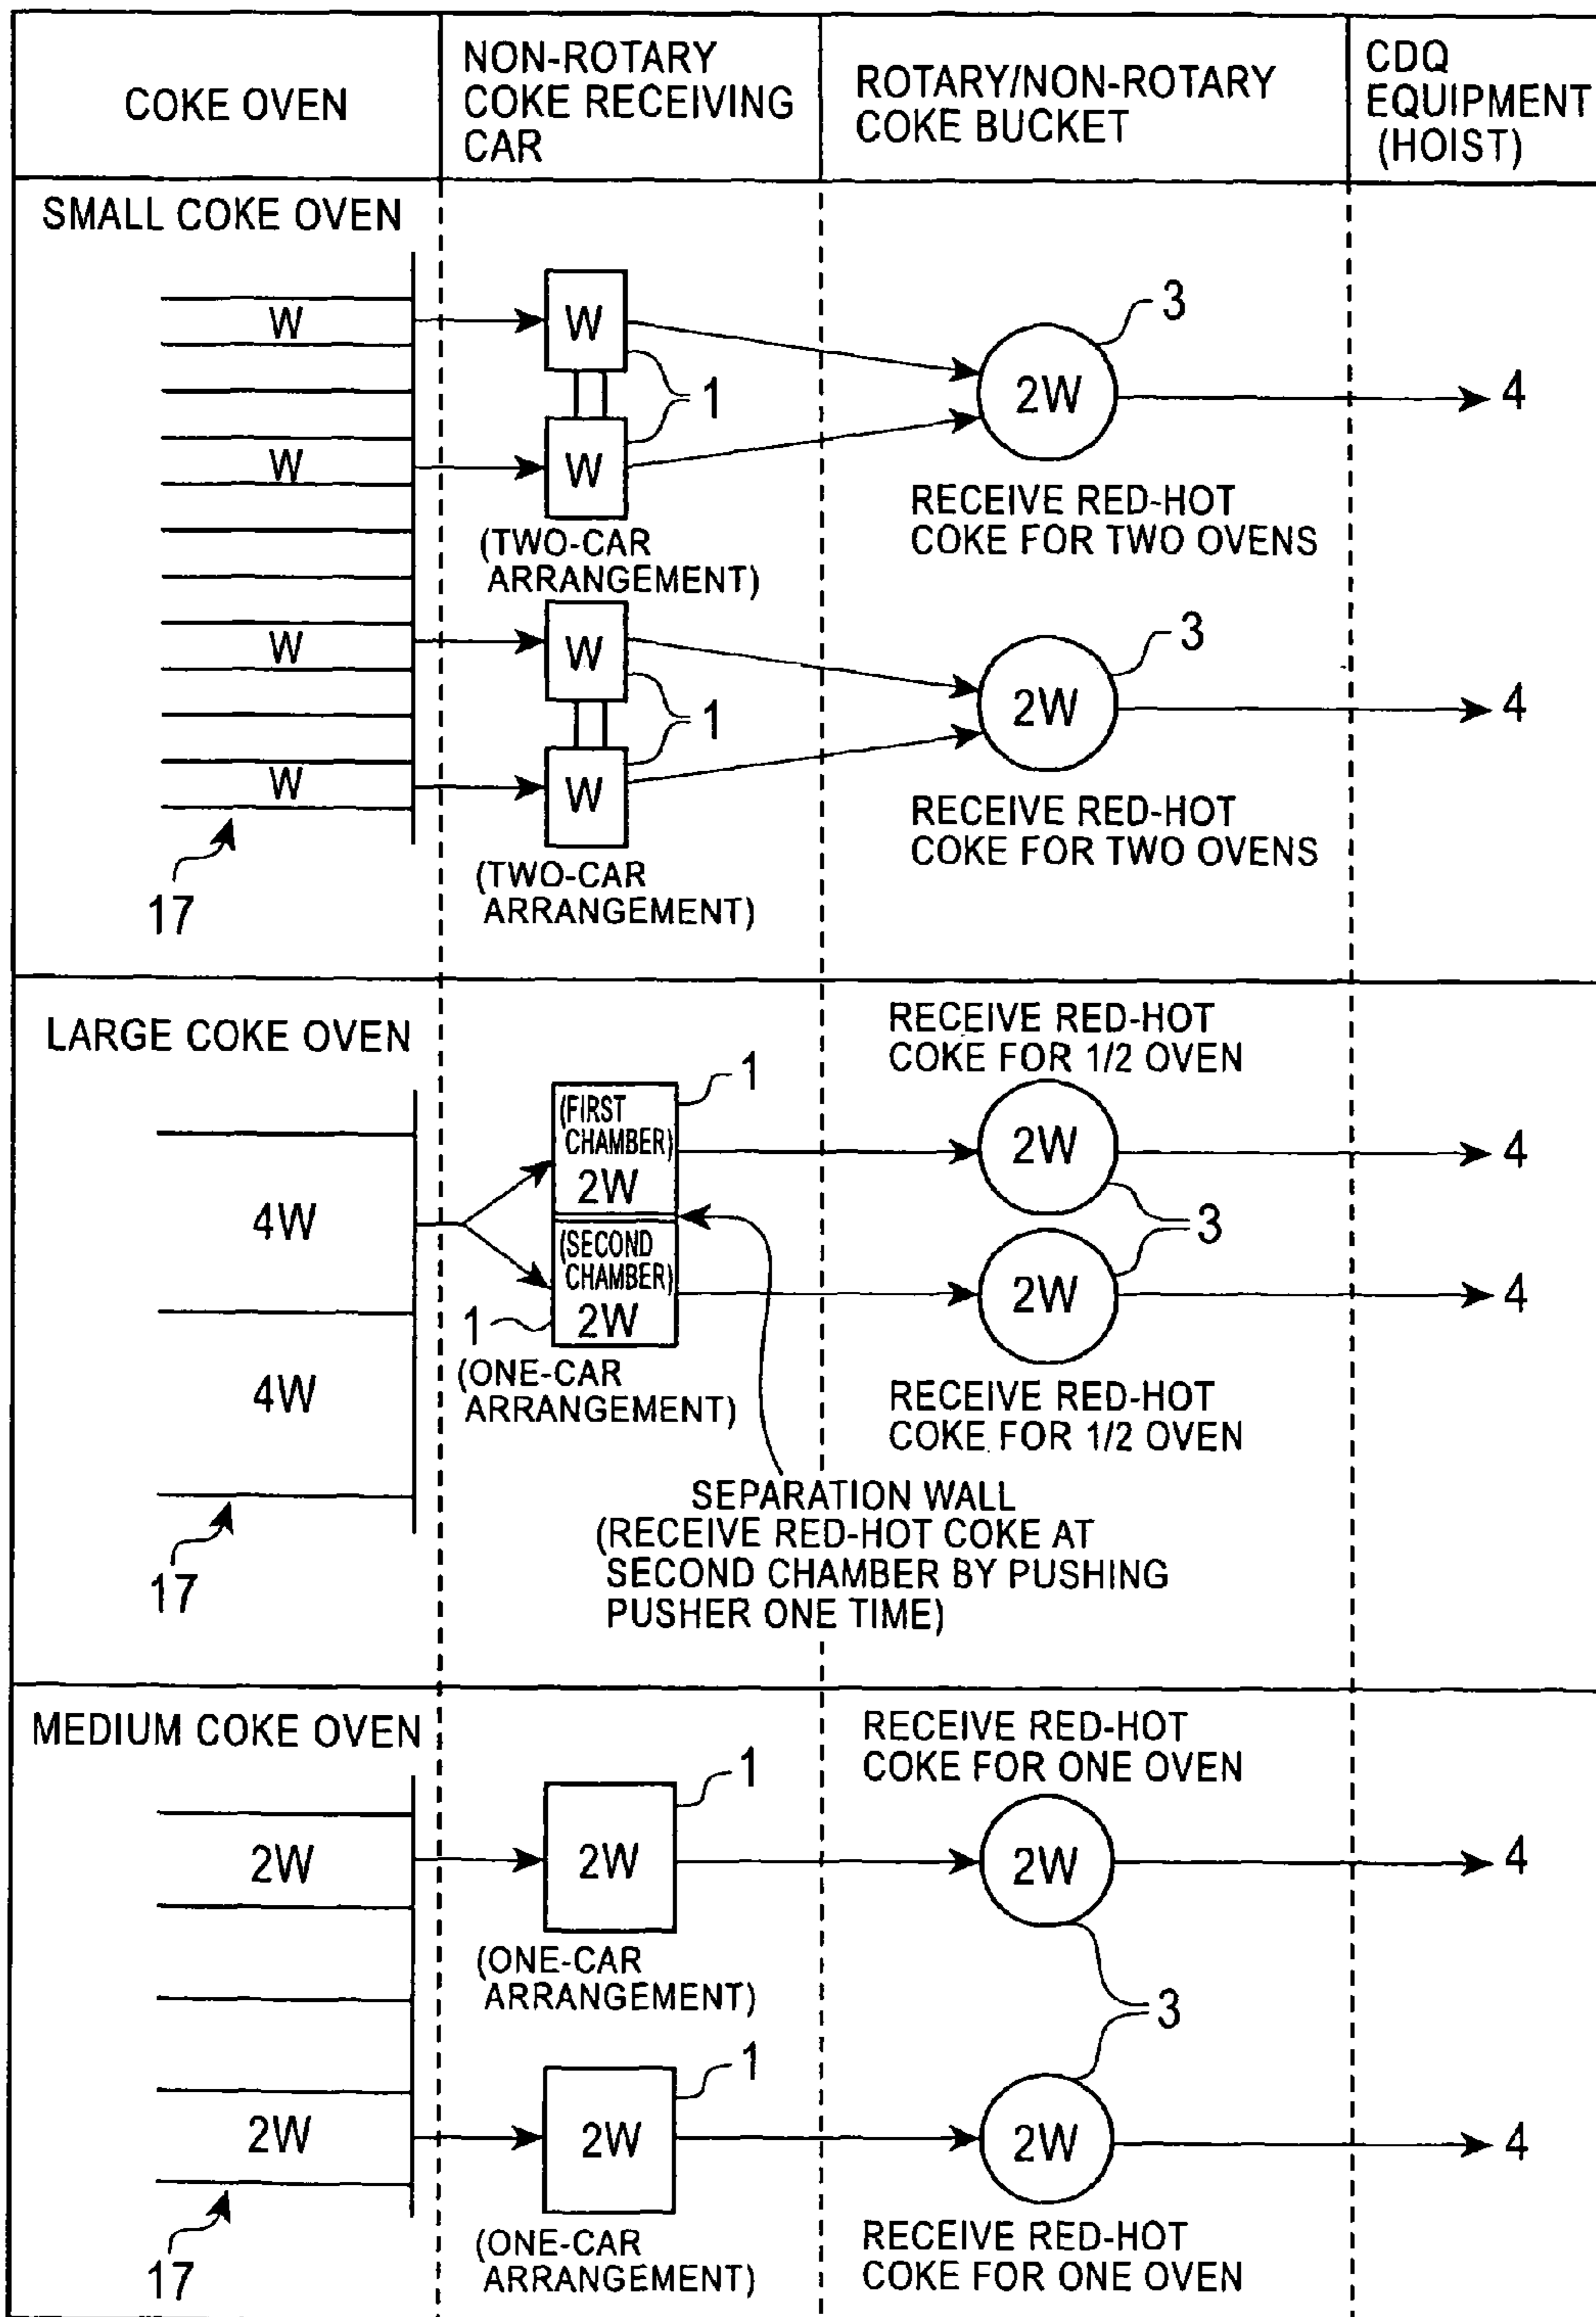 COKE OVEN
NON-ROTARY
COKE RECEIVING
CAR
ROTARY/NON-ROTARY
COKE BUCKET
CDQ
EQUIPMENT
(HOIST)
SMALL COKE OVEN
W
W
1
W
W
(TWO-CAR
ARRANGEMENT)
3
2W
4
RECEIVE RED-HOT
COKE FOR TWO OVENS
W
W
1
W
W
(TWO-CAR
ARRANGEMENT)
3
2W
4
RECEIVE RED-HOT
COKE FOR TWO OVENS
17
LARGE COKE OVEN
4W
4W
17
1
(FIRST
CHAMBER)
2W
(SECOND
CHAMBER)
2W
1
(ONE-CAR
ARRANGEMENT)
RECEIVE RED-HOT
COKE FOR 1/2 OVEN
2W
4
3
2W
4
RECEIVE RED-HOT
COKE FOR 1/2 OVEN
SEPARATION WALL
(RECEIVE RED-HOT COKE AT
SECOND CHAMBER BY PUSHING
PUSHER ONE TIME)
MEDIUM COKE OVEN
2W
1
2W
(ONE-CAR
ARRANGEMENT)
RECEIVE RED-HOT
COKE FOR ONE OVEN
2W
4
3
2W
1
2W
(ONE-CAR
ARRANGEMENT)
2W
4
RECEIVE RED-HOT
COKE FOR ONE OVEN
17